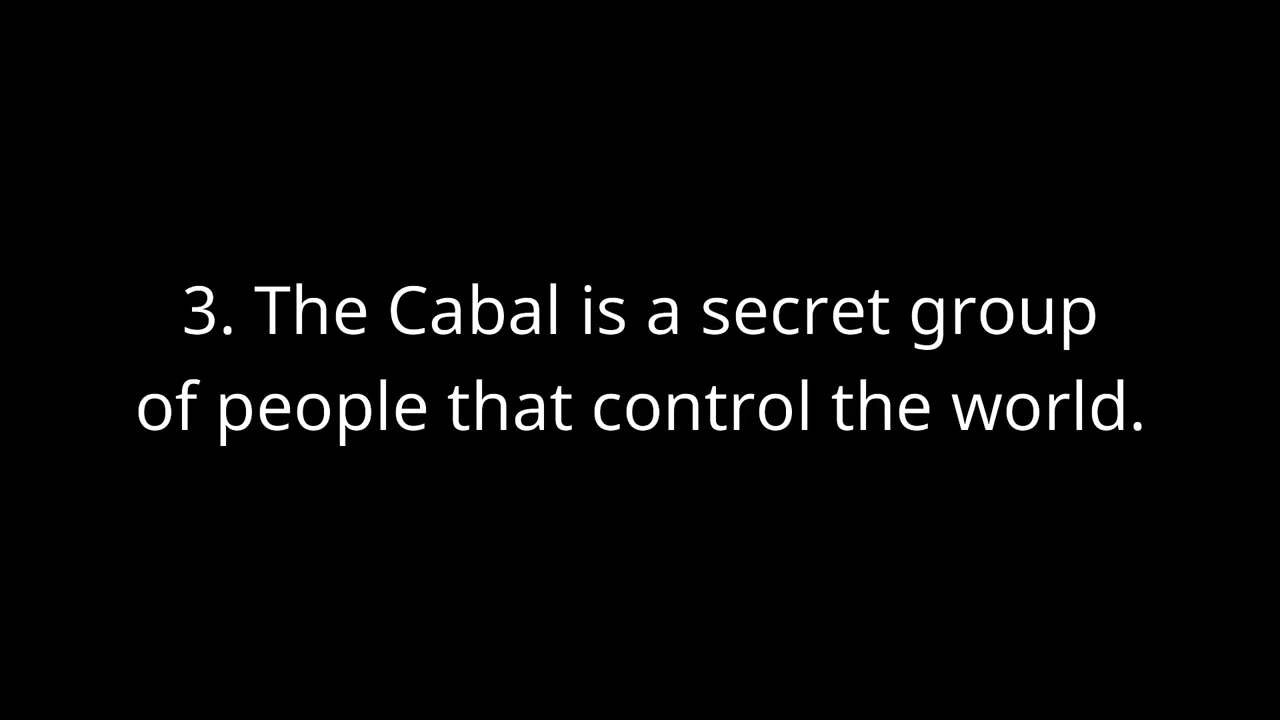 3. The Cabal is a secret group
of people that control the world.